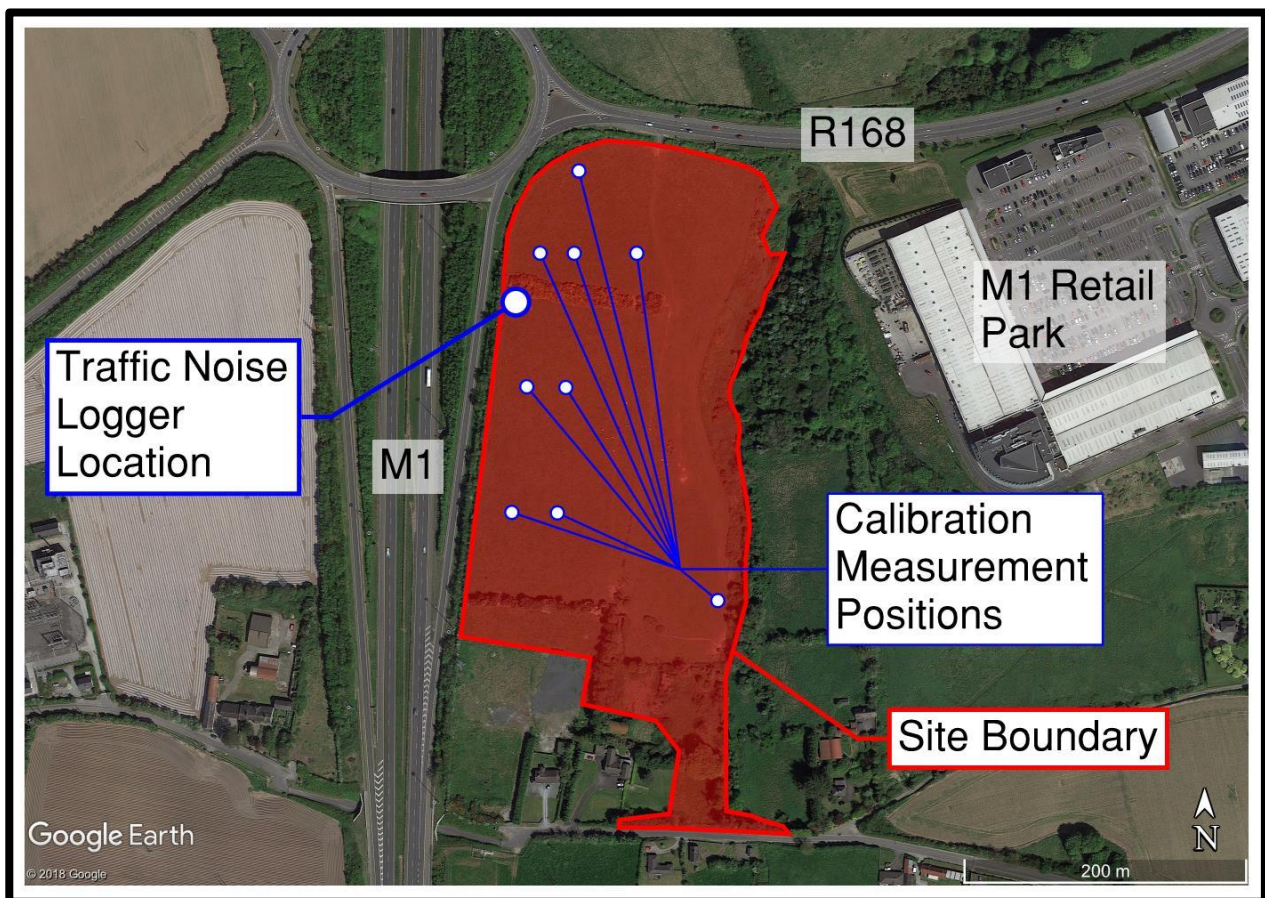 R168
M1 Retail
Park
Traffic Noise
Logger
Location
M1
Calibration
Measurement
Positions
Site Boundary
Google Earth
© 2018 Google
N
200 m